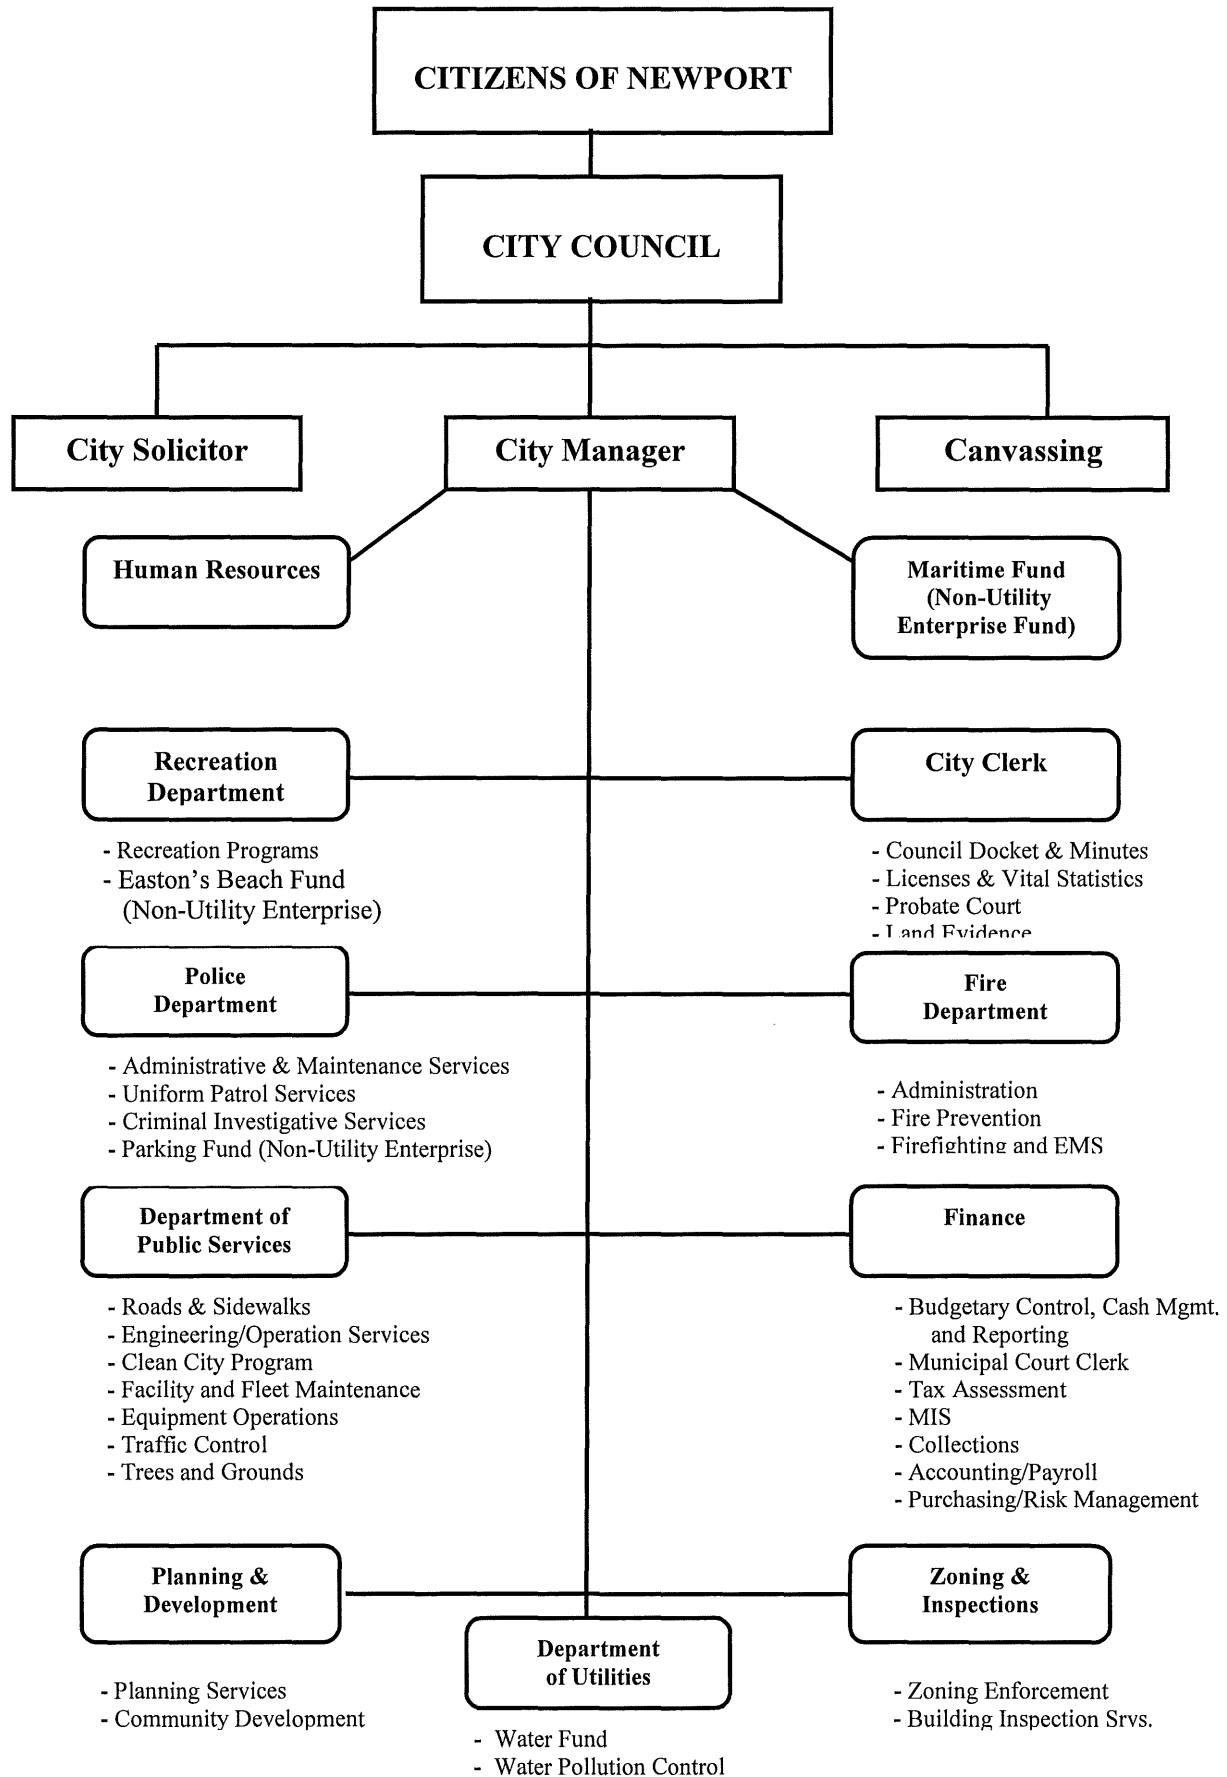 CITIZENS OF NEWPORT
CITY COUNCIL
City Solicitor
City Manager
Canvassing
Human Resources
Maritime Fund
(Non-Utility
Enterprise Fund)
Recreation
Department
- Recreation Programs
- Easton's Beach Fund
(Non-Utility Enterprise)
City Clerk
- Council Docket & Minutes
- Licenses & Vital Statistics
- Probate Court
- Land Evidence
Police
Department
- Administrative & Maintenance Services
- Uniform Patrol Services
- Criminal Investigative Services
- Parking Fund (Non-Utility Enterprise)
Fire
Department
- Administration
- Fire Prevention
- Firefighting and EMS
Department of
Public Services
- Roads & Sidewalks
- Engineering/Operation Services
- Clean City Program
- Facility and Fleet Maintenance
- Equipment Operations
- Traffic Control
- Trees and Grounds
Finance
- Budgetary Control, Cash Mgmt.
and Reporting
- Municipal Court Clerk
- Tax Assessment
- MIS
- Collections
- Accounting/Payroll
- Purchasing/Risk Management
Planning &
Development
- Planning Services
- Community Development
Zoning &
Inspections
- Zoning Enforcement
- Building Inspection Srvs.
Department
of Utilities
- Water Fund
- Water Pollution Control